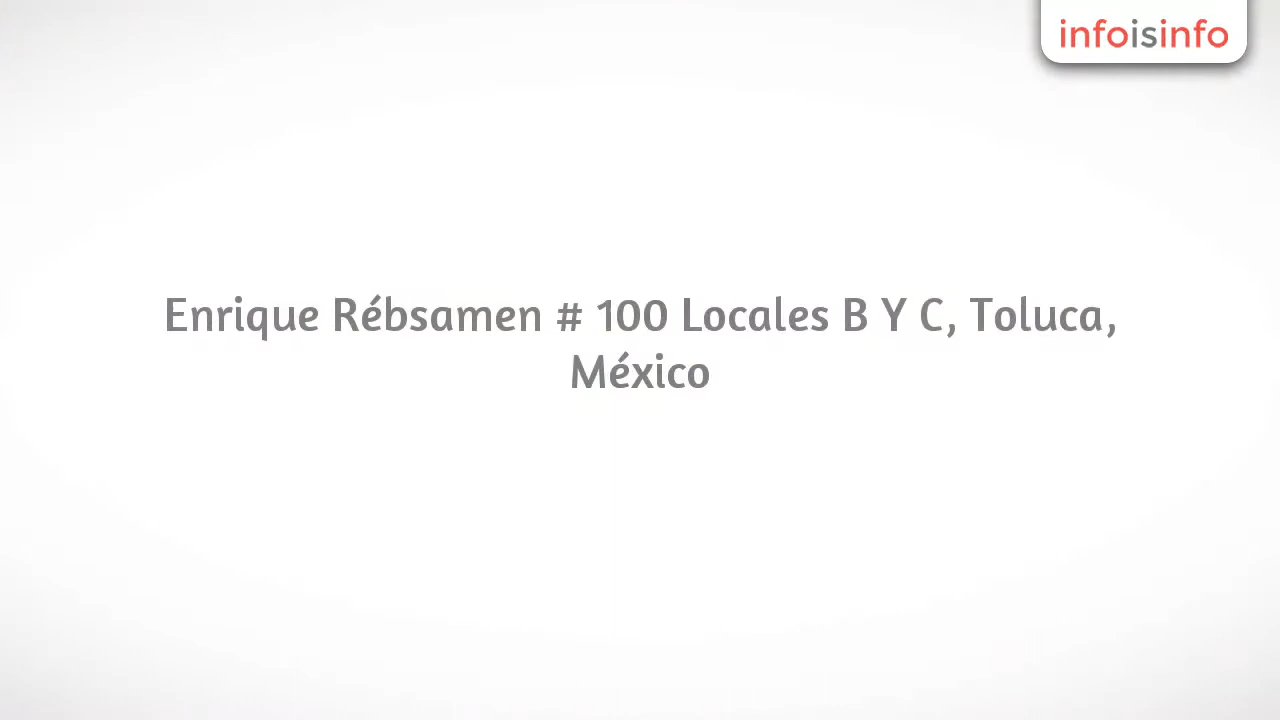 infoisinfo
Enrique Rébsamen # 100 Locales B Y C, Toluca,
México